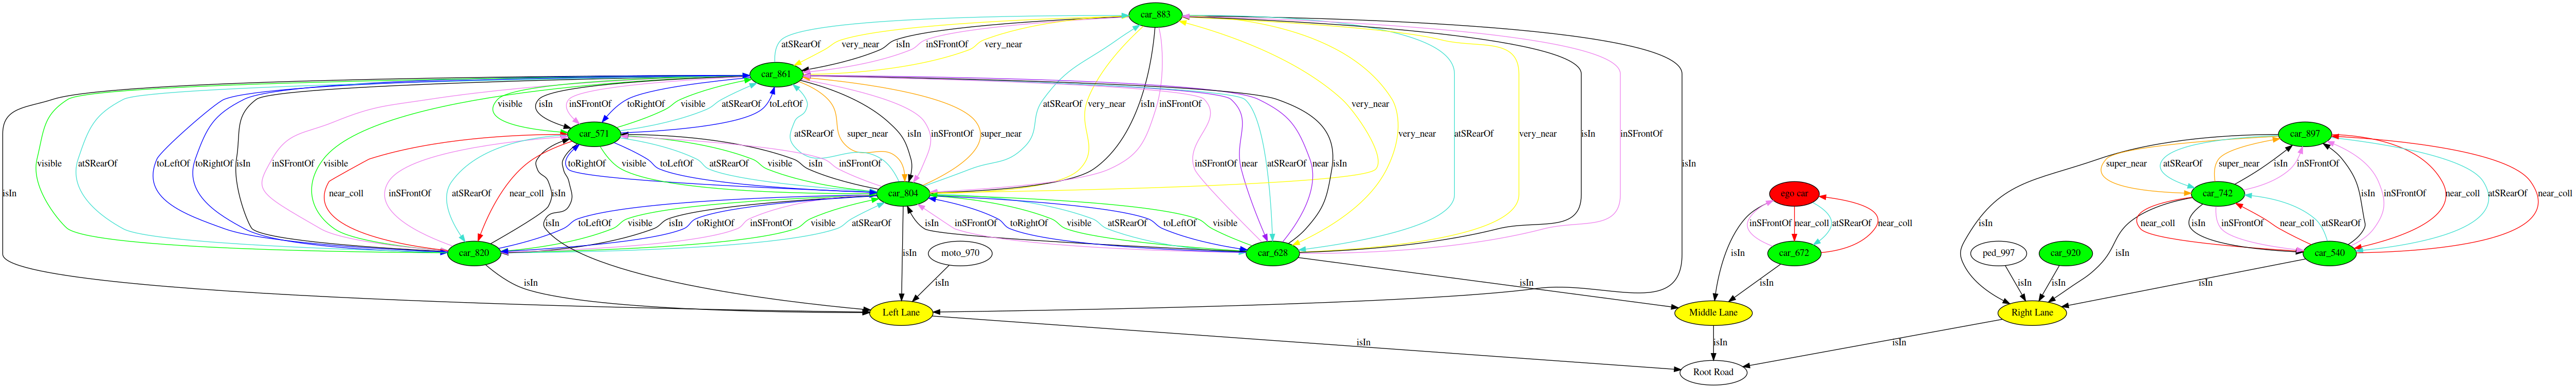 car_883
atSRearOf
very_near
isIn
inSFrontOf
very_near
car_861
visible
isIn
inSFrontOf
toRightOf
visible
atSRearOf
toLeftOf
atSRearOf
very_near
isIn
inSFrontOf
very_near
car_571
atSRearOf
super_near
isIn
inSFrontOf
super_near
very_near
atSRearOf
very_near
isIn
inSFrontOf
car_897
visible
atSRearOf
toLeftOf
toRightOf
isIn
inSFrontOf
visible
toRightOf
visible
toLeftOf
atSRearOf
visible
isIn
inSFrontOf
inSFrontOf
near
atSRearOf
near
isIn
isIn
super_near
atSRearOf
super_near
isIn
inSFrontOf
isIn
near_coll
inSFrontOf
atSRearOf
near_coll
isIn
car_804
ego car
car_742
isIn
inSFrontOf
near_coll
atSRearOf
near_coll
toLeftOf
visible
isIn
toRightOf
inSFrontOf
visible
atSRearOf
isIn
inSFrontOf
toRightOf
visible
atSRearOf
toLeftOf
visible
inSFrontOf
near_coll
atSRearOf
near_coll
isIn
near_coll
isIn
inSFrontOf
near_coll
atSRearOf
car_820
isIn
moto_970
car_628
isIn
car_672
ped_997
car_920
isIn
car_540
isIn
isIn
isIn
isIn
isIn
isIn
isIn
Left Lane
Middle Lane
Right Lane
isIn
isIn
isIn
Root Road